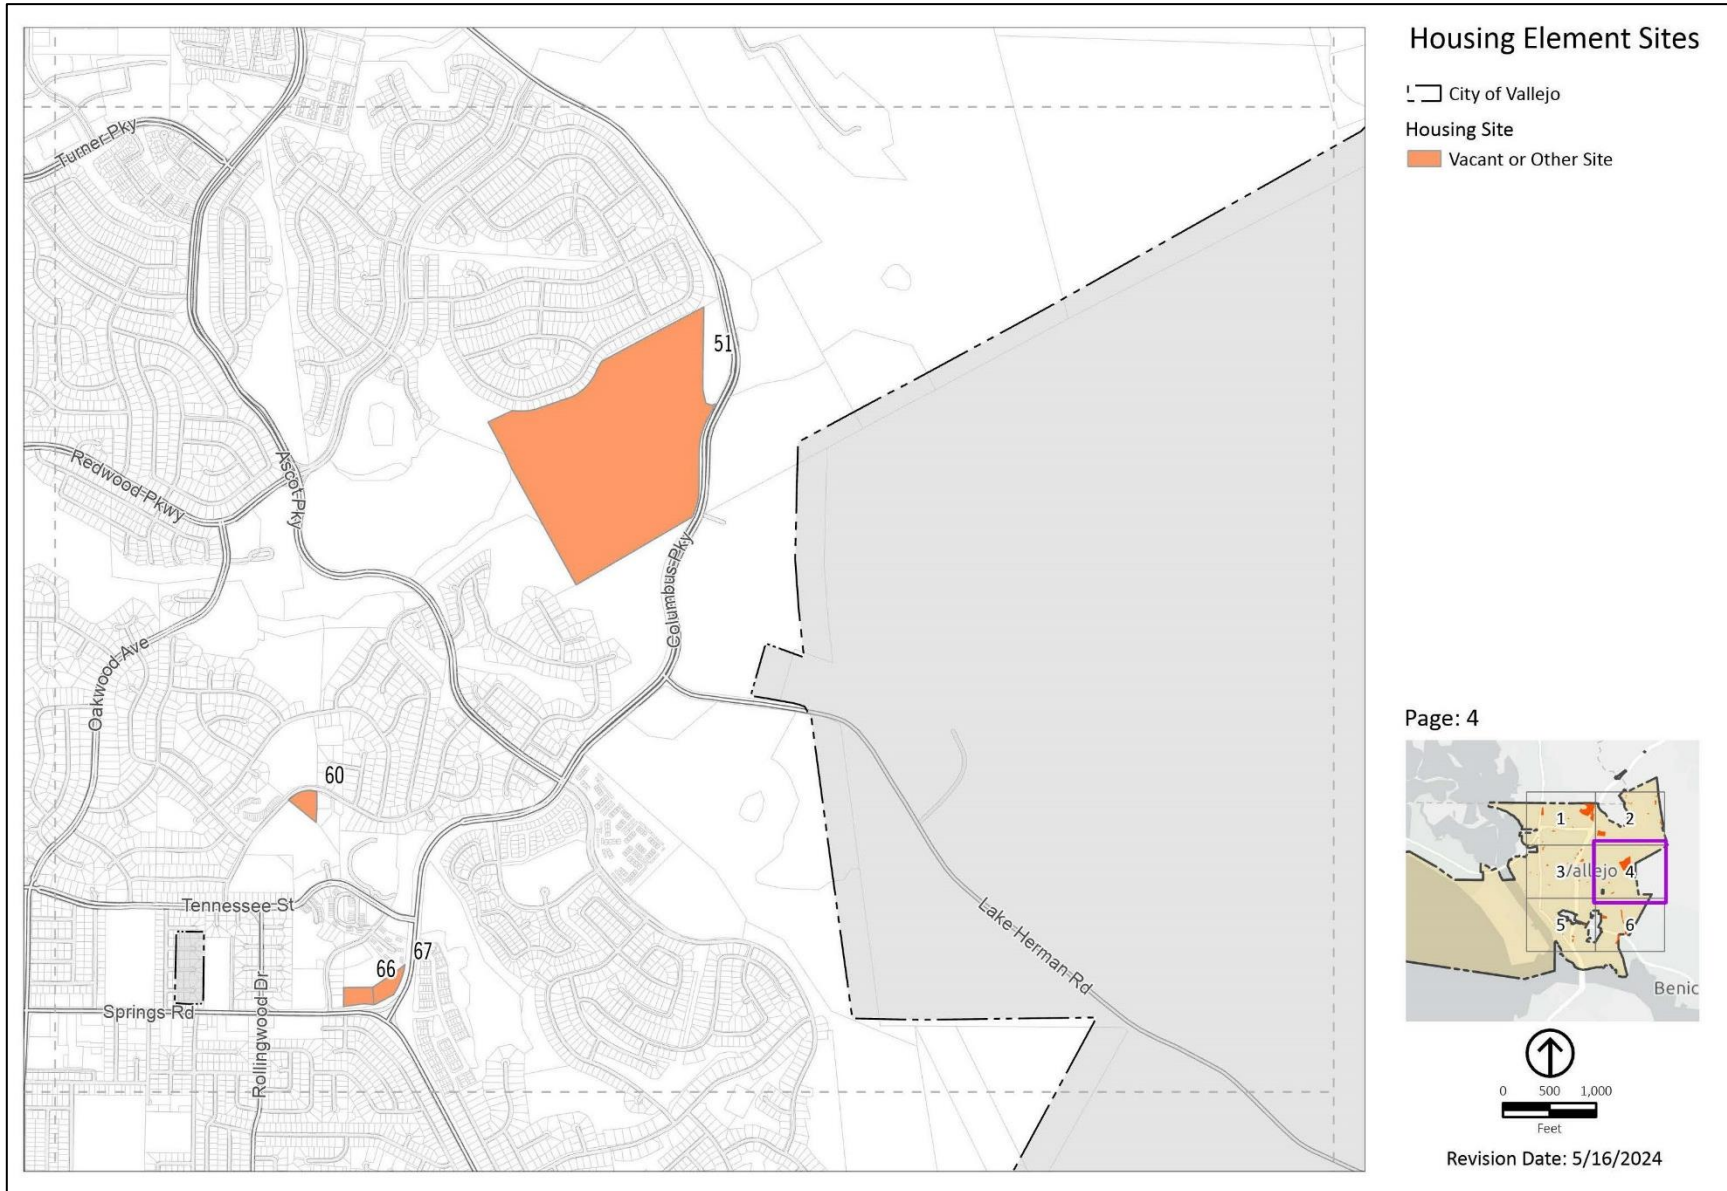 Housing Element Sites
City of Vallejo
Housing Site
Vacant or Other Site
Turner Pky
51
Redwood Pkwy
Ascot Pky
Columbus Pky
Oakwood Ave
60
Tennessee St
67
66
Rollingwood Dr
Springs Rd
Lake Herman Rd
Page: 4
1
2
3
Vallejo
4
5
6
Benic
0 500 1,000
Feet
Revision Date: 5/16/2024